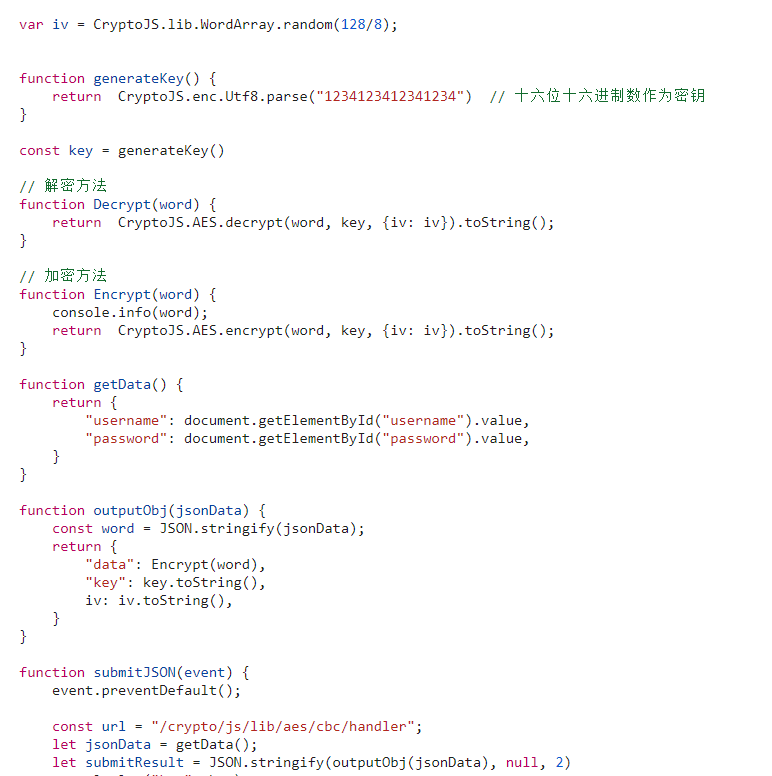 var iv = CryptoJS.lib.WordArray.random(128/8);
function generateKey() {
return  CryptoJS.enc.Utf8.parse("1234123412341234")  // 十六位十六进制数作为密钥
}
const key = generateKey()
// 解密方法
function Decrypt(word) {
return  CryptoJS.AES.decrypt(word, key, {iv: iv}).toString();
}
// 加密方法
function Encrypt(word) {
console.info(word);
return  CryptoJS.AES.encrypt(word, key, {iv: iv}).toString();
}
function getData() {
return {
"username": document.getElementById("username").value,
"password": document.getElementById("password").value,
}
}
function outputObj(jsonData) {
const word = JSON.stringify(jsonData);
return {
"data": Encrypt(word),
"key": key.toString(),
iv: iv.toString(),
}
}
function submitJSON(event) {
event.preventDefault();
const url = "/crypto/js/lib/aes/cbc/handler";
let jsonData = getData();
let submitResult = JSON.stringify(outputObj(jsonData), null, 2)